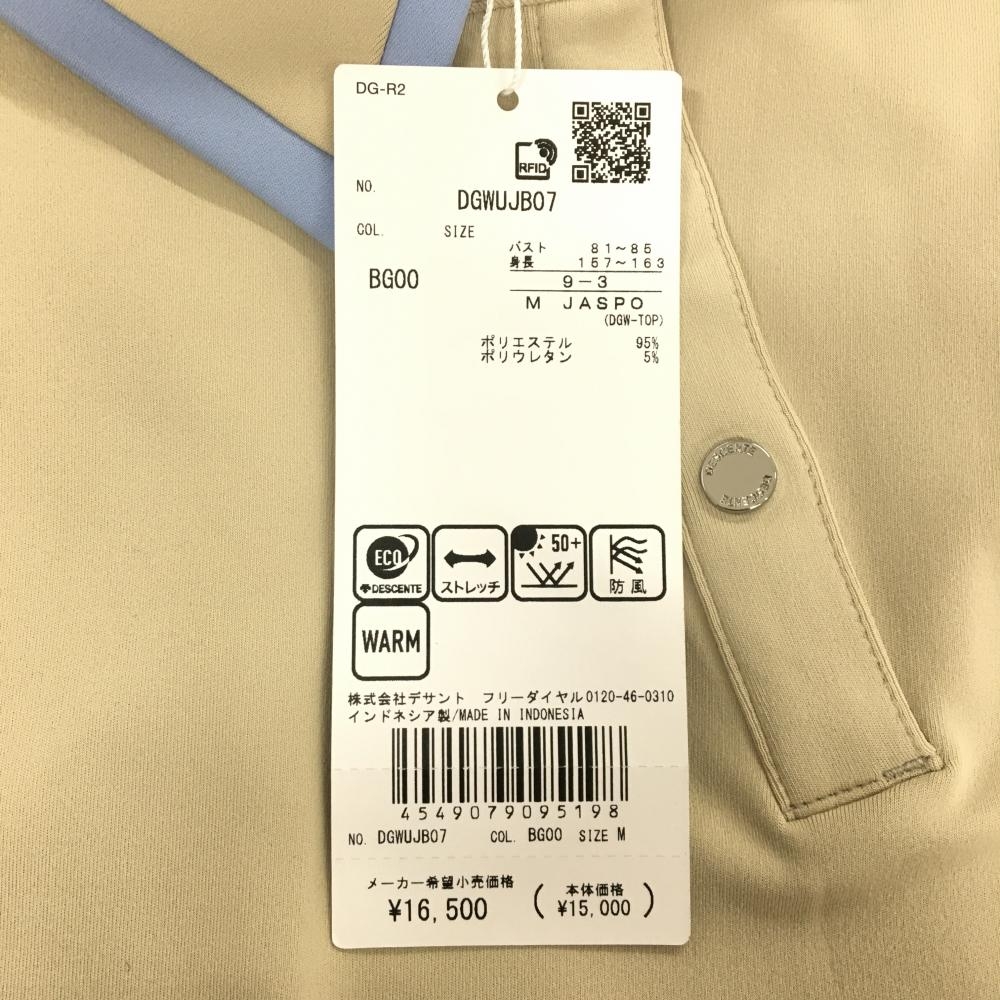 DG-R2
RFID
NO.
DGWUJB07
COL. SIZE
バスト 81~85
身長 157~163
BG00
9-3
M JASPO
(DGW-TOP)
ポリエステル 95%
ポリウレタン 5%
DESCENTE
DESCENTE
ECO
DESCENTE
ストレッチ
50+
防風
WARM
株式会社デサント フリーダイヤル0120-46-0310
インドネシア製/MADE IN INDONESIA
4549079095198
NO. DGWUJB07 COL. BG00 SIZE M
メーカー希望小売価格
¥16,500
(本体価格
¥15,000)